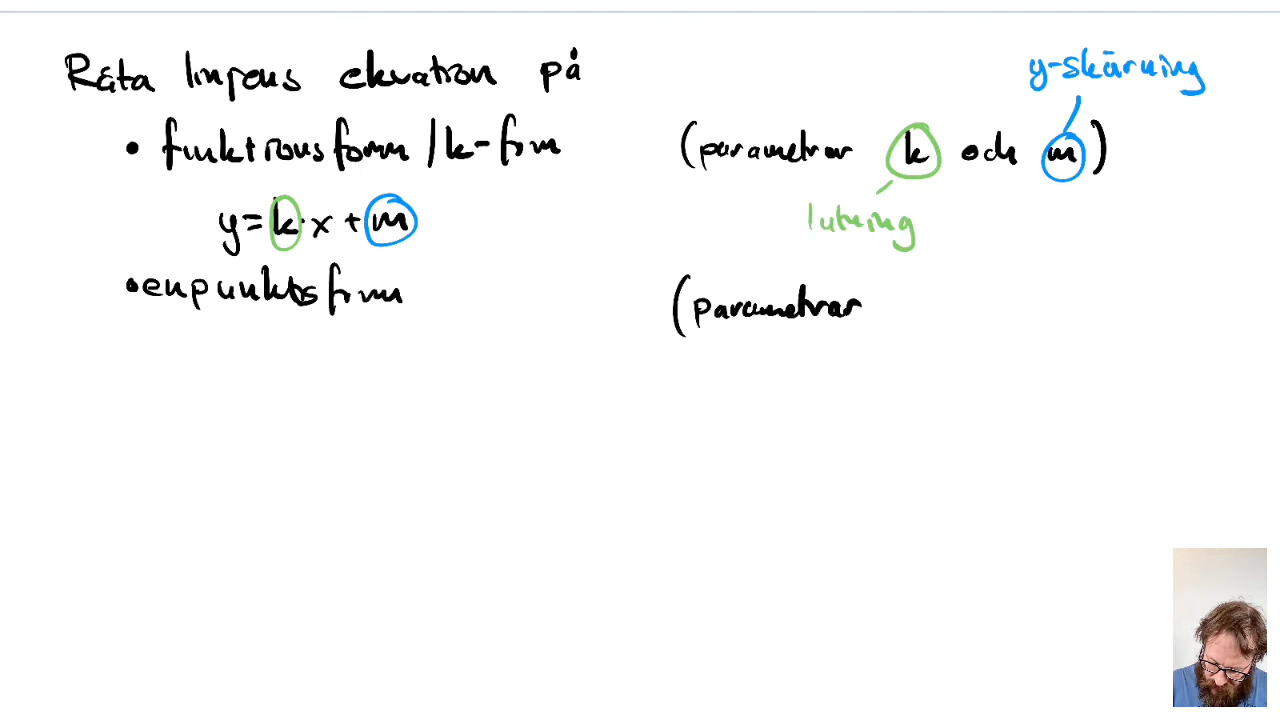 Räta linjens ekvation på
• funktionsform / k-form (parametrar k och m)
y-skärning
lutning
y = k · x + m
• enpunktsform (parametrar